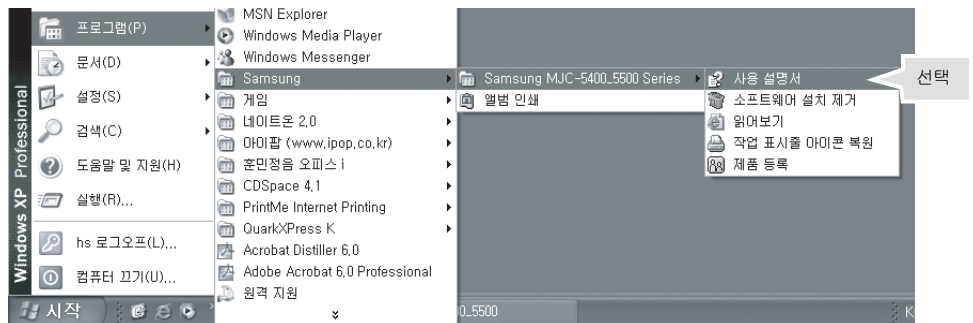 Windows XP Professional
프로그램(P)
문서(D)
설정(S)
검색(C)
도움말 및 지원(H)
실행(R)...
hs 로그오프(L)...
컴퓨터 끄기(U)...
시작
MSN Explorer
Windows Media Player
Windows Messenger
Samsung
게임
네이트온 2.0
아이팝 (www.ipop.co.kr)
훈민정음 오피스 i
CDSpace 4.1
PrintMe Internet Printing
QuarkXPress K
Acrobat Distiller 6.0
Adobe Acrobat 6.0 Professional
원격 지원
Samsung MJC-5400_5500 Series
앨범 인쇄
사용 설명서
소프트웨어 설치 제거
읽어보기
작업 표시줄 아이콘 복원
제품 등록
선택
0_5500
K